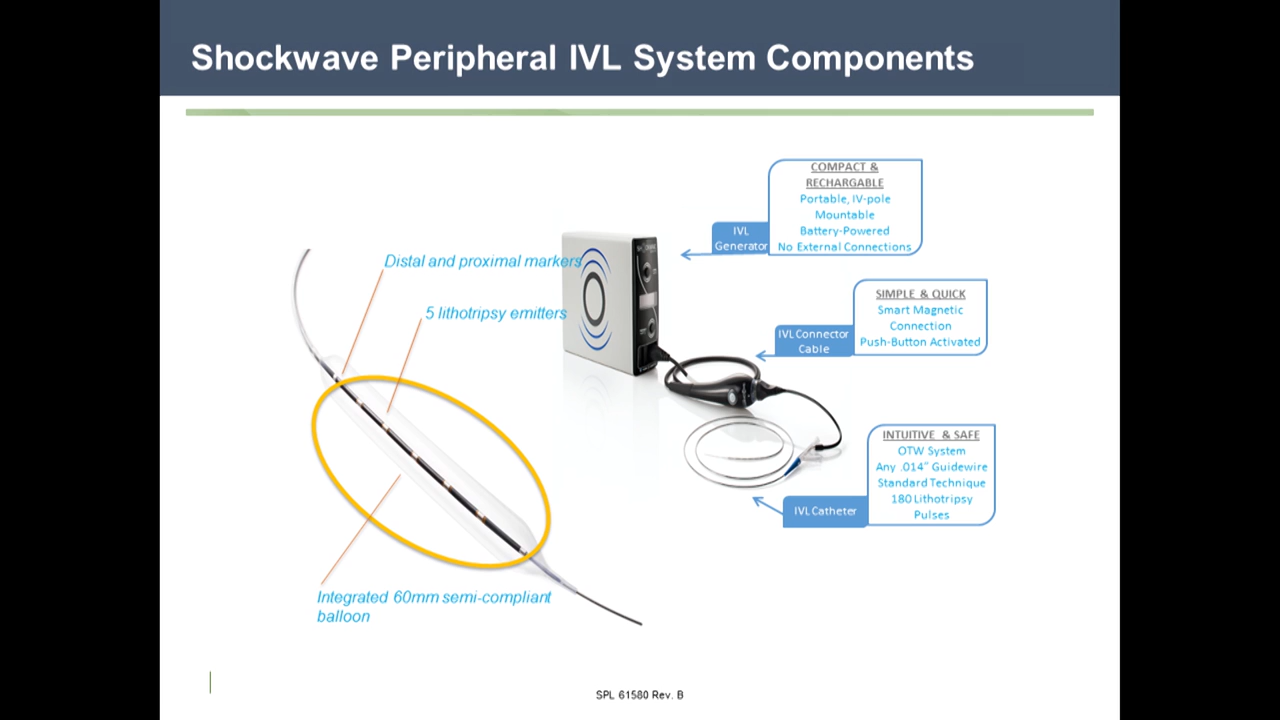 Shockwave Peripheral IVL System Components
COMPACT &
RECHARGABLE
Portable, IV-pole
Mountable
Battery-Powered
No External Connections
IVL
Generator
Distal and proximal markers
5 lithotripsy emitters
SIMPLE & QUICK
Smart Magnetic
Connection
Push-Button Activated
IVL Connector
Cable
INTUITIVE & SAFE
OTW System
Any .014" Guidewire
Standard Technique
180 Lithotripsy
Pulses
IVL Catheter
Integrated 60mm semi-compliant
balloon
SPL 61580 Rev. B